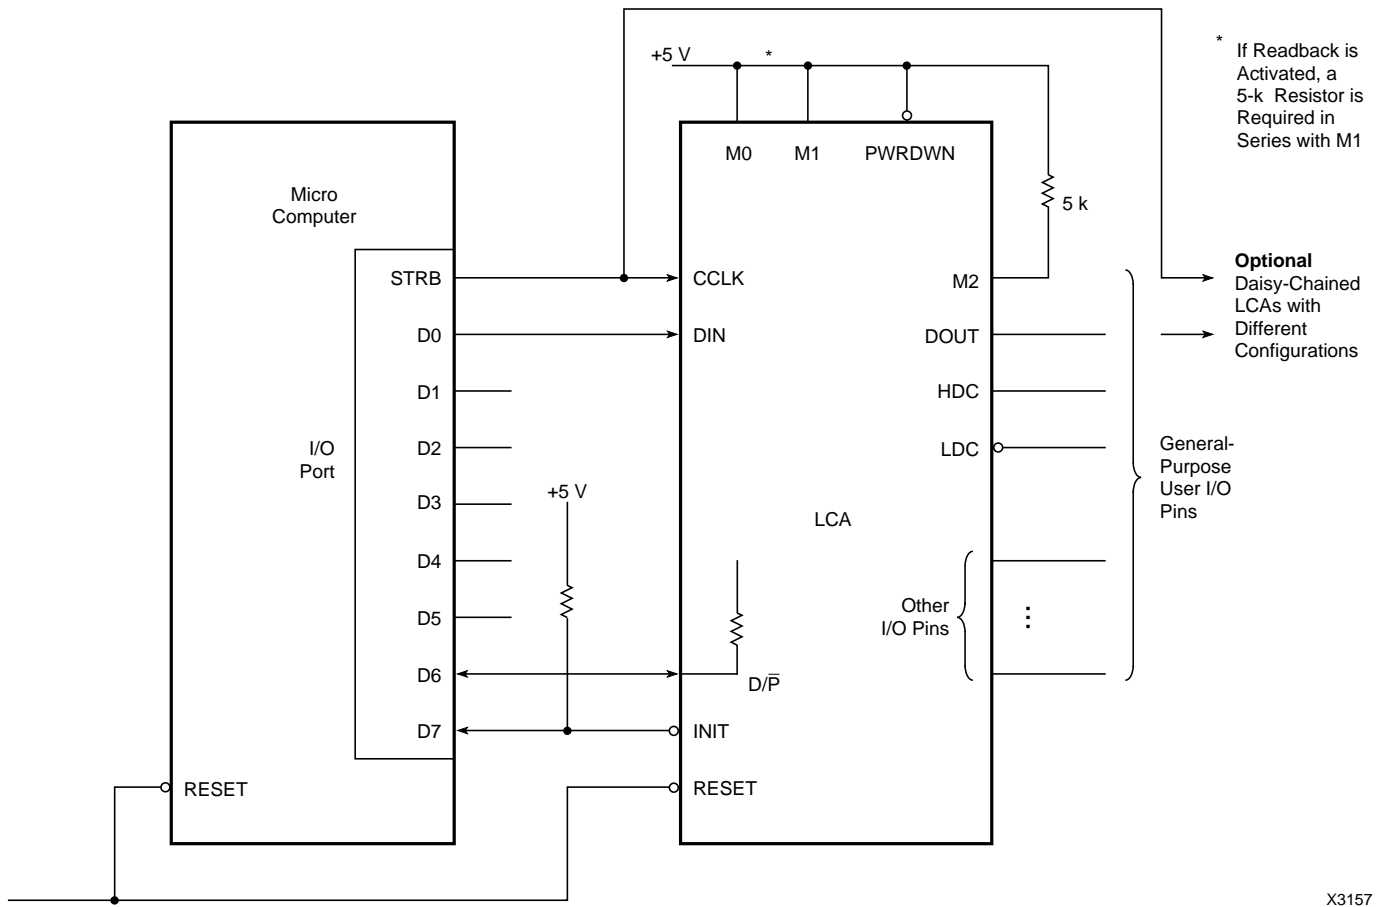 +5 V
*
*
If Readback is
Activated, a
5-k Resistor is
Required in
Series with M1
M0
M1
PWRDWN
Micro
Computer
5 k
STRB
CCLK
M2
Optional
Daisy-Chained
LCAs with
Different
Configurations
D0
DIN
DOUT
D1
HDC
D2
LDC
I/O
Port
General-
Purpose
User I/O
Pins
D3
+5 V
LCA
D4
D5
Other
I/O Pins
⋮
D6
D/P̅
D7
INIT
RESET
RESET
X3157